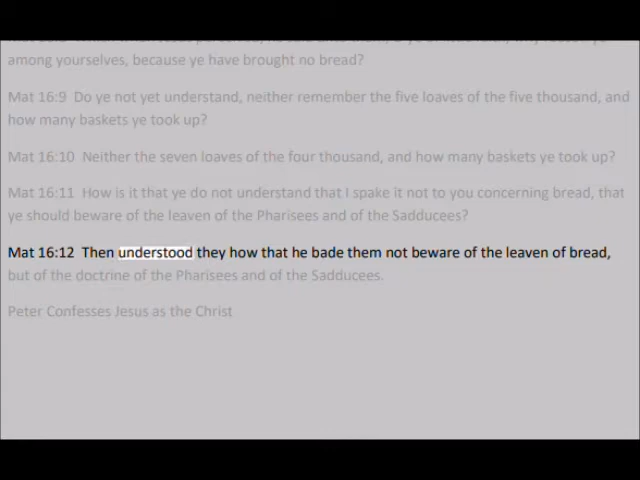 among yourselves, because ye have brought no bread?
Mat 16:9 Do ye not yet understand, neither remember the five loaves of the five thousand, and
how many baskets ye took up?
Mat 16:10 Neither the seven loaves of the four thousand, and how many baskets ye took up?
Mat 16:11 How is it that ye do not understand that I spake it not to you concerning bread, that
ye should beware of the leaven of the Pharisees and of the Sadducees?
Mat 16:12 Then understood they how that he bade them not beware of the leaven of bread,
but of the doctrine of the Pharisees and of the Sadducees.
Peter Confesses Jesus as the Christ